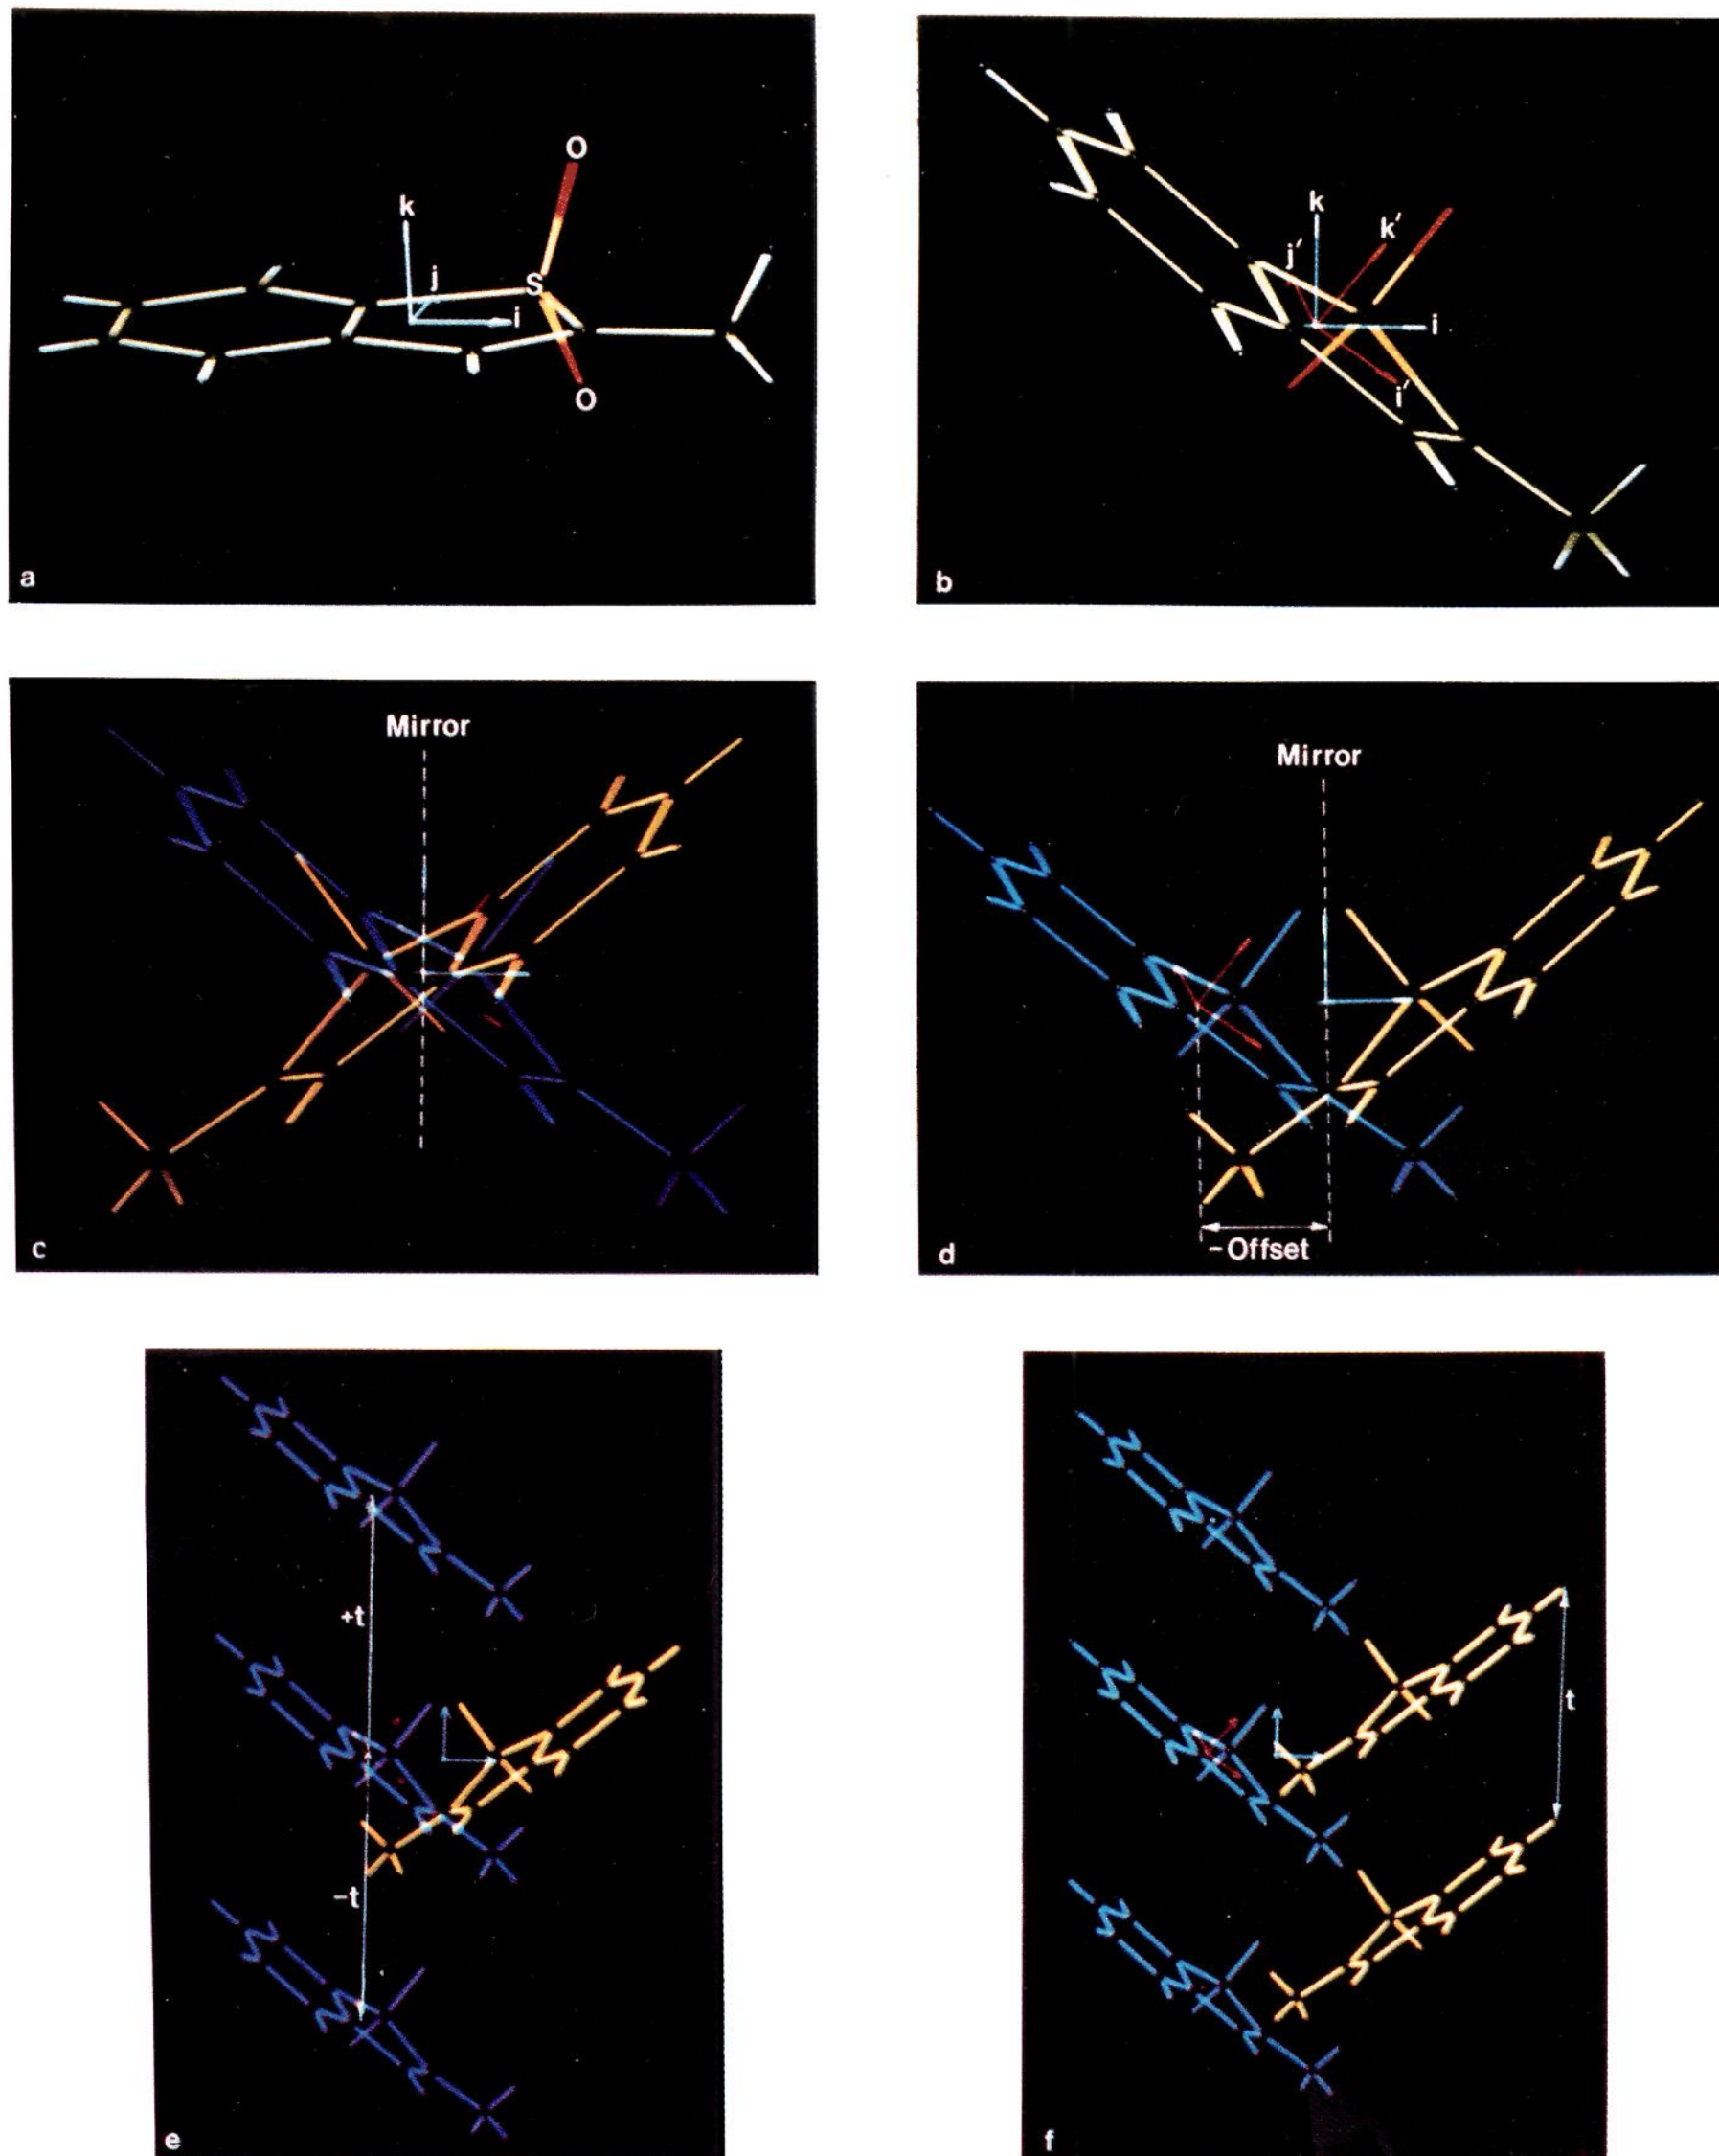 O
k
j
S
i
O
a
k
k′
j′
i
i′
b
Mirror
c
Mirror
-Offset
d
+t
-t
e
t
f